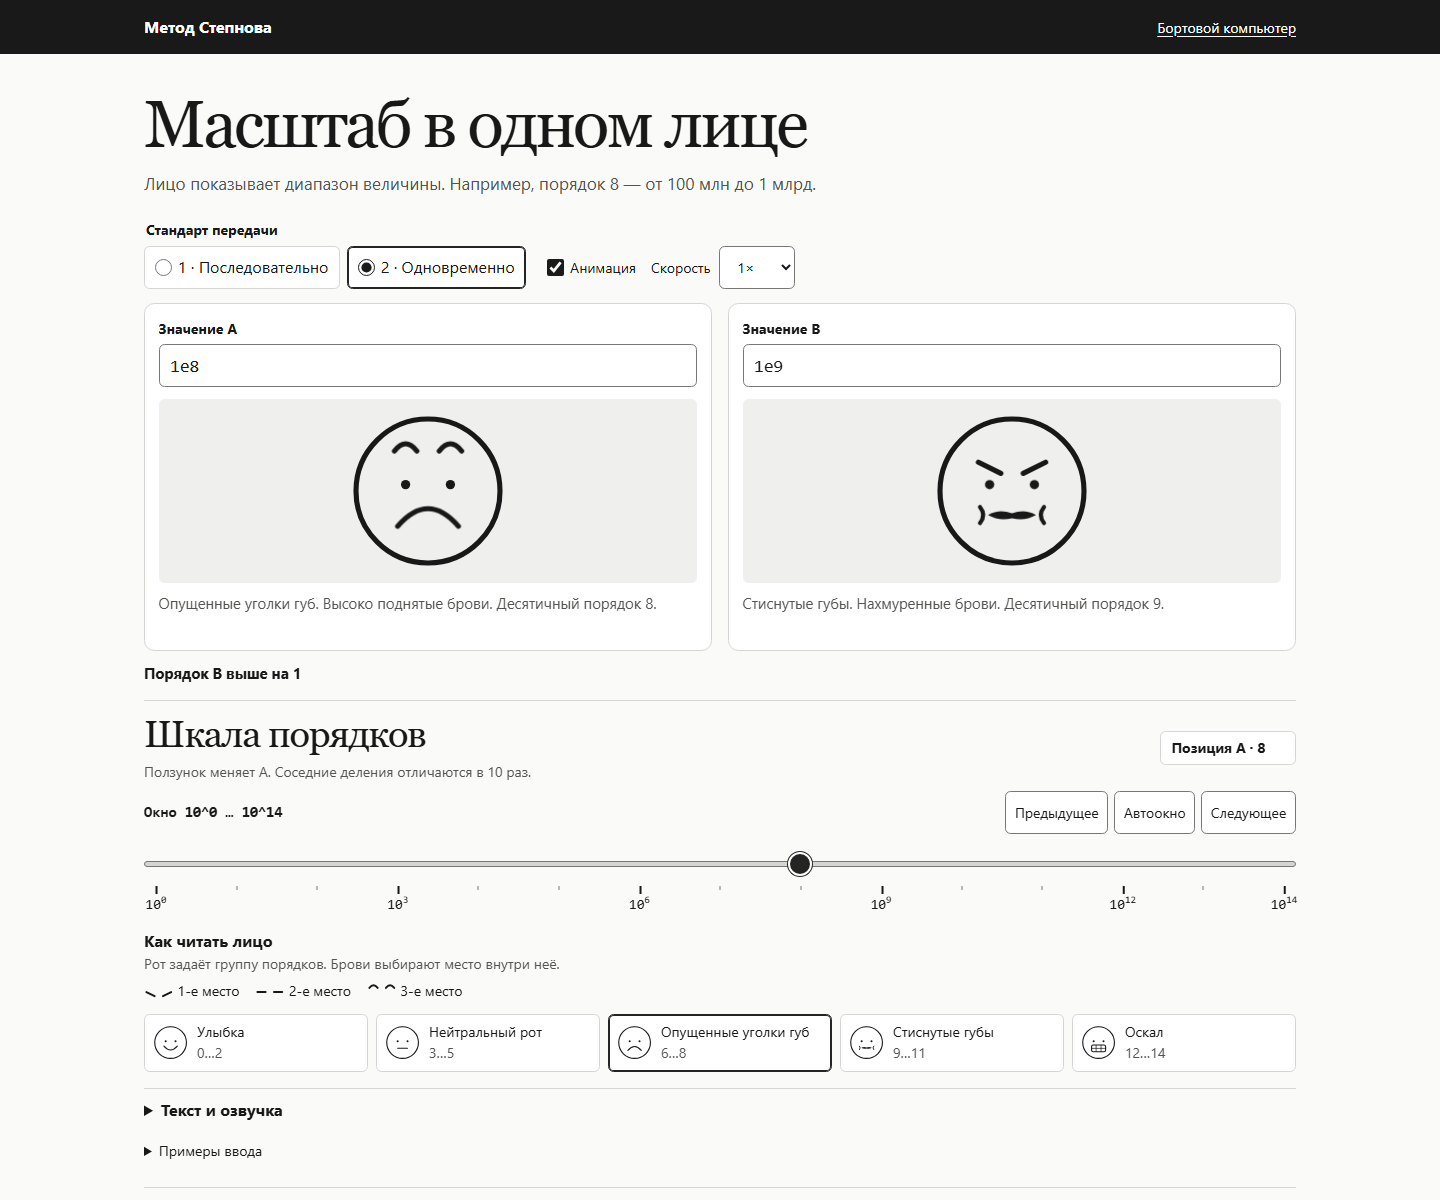 Метод Степнова
Бортовой компьютер
Масштаб в одном лице
Лицо показывает диапазон величины. Например, порядок 8 — от 100 млн до 1 млрд.
Стандарт передачи
1 · Последовательно
2 · Одновременно
Анимация
Скорость
1×
Значение A
1e8
Опущенные уголки губ. Высоко поднятые брови. Десятичный порядок 8.
Значение B
1e9
Стиснутые губы. Нахмуренные брови. Десятичный порядок 9.
Порядок B выше на 1
Шкала порядков
Позиция A · 8
Ползунок меняет A. Соседние деления отличаются в 10 раз.
Окно 10^0 … 10^14
Предыдущее
Автоокно
Следующее
10⁰
10³
10⁶
10⁹
10¹²
10¹⁴
Как читать лицо
Рот задаёт группу порядков. Брови выбирают место внутри неё.
1-е место
2-е место
3-е место
Улыбка
0…2
Нейтральный рот
3…5
Опущенные уголки губ
6…8
Стиснутые губы
9…11
Оскал
12…14
Текст и озвучка
Примеры ввода